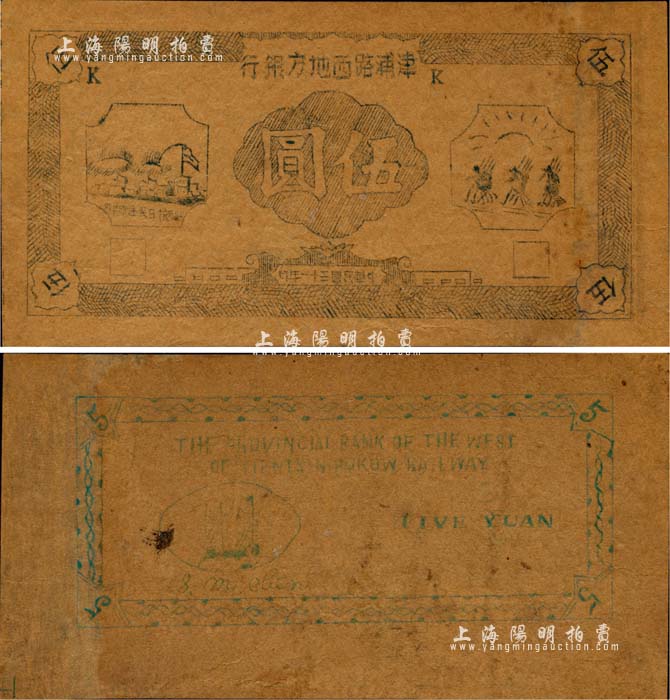 上海陽明拍賣
www.yangmingauction.com
伍
行銀方地西路浦津
伍
K
K
圓伍
伍
伍
上海陽明拍賣
www.yangmingauction.com
5
5
THE PROVINCIAL BANK OF THE WEST
OF TIENTSIN-PUKOW RAILWAY
FIVE YUAN
5
5
上海陽明拍賣
www.yangmingauction.com